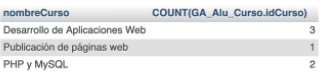 nombreCurso COUNT(GA_Alu_Curso.idCurso)
Desarrollo de Aplicaciones Web 3
Publicación de páginas web 1
PHP y MySQL 2